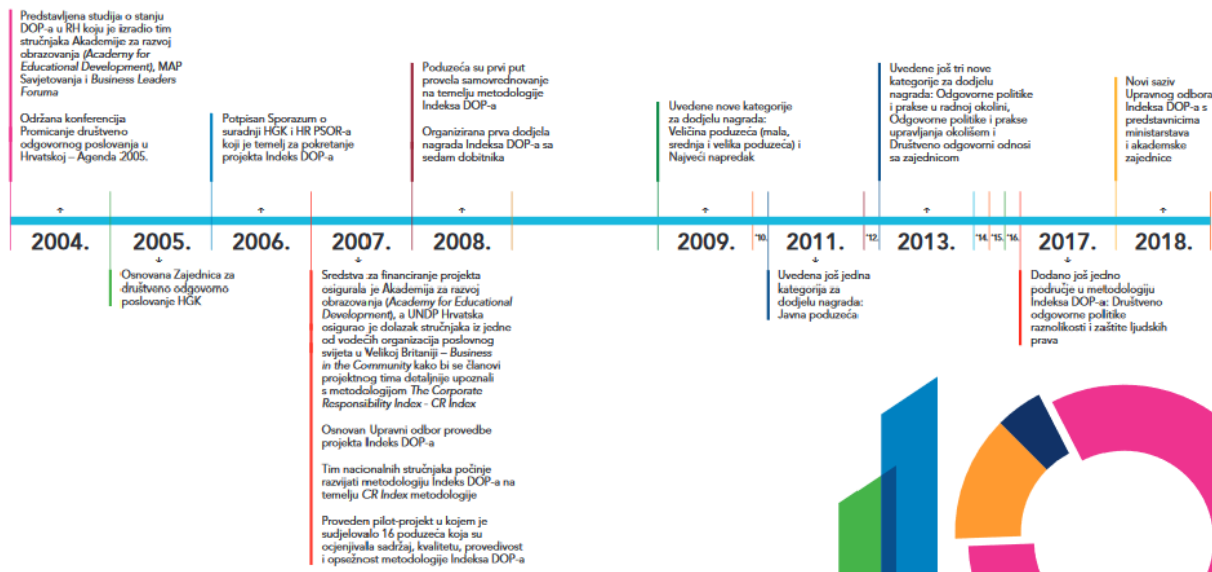 Predstavljena studija o stanju
DOP-a u RH koju je izradio tim
stručnjaka Akademije za razvoj
obrazovanja (Academy for
Educational Development), MAP
Savjetovanja i Business Leaders
Foruma
Održana konferencija
Promicanje društveno
odgovornog poslovanja u
Hrvatskoj – Agenda 2005.
Potpisan Sporazum o
suradnji HGK i HR PSOR-a
koji je temelj za pokretanje
projekta Indeks DOP-a
Poduzeća su prvi put
provela samovrednovanje
na temelju metodologije
Indeksa DOP-a
Organizirana prva dodjela
nagrada Indeksa DOP-a sa
sedam dobitnika
Uvedene nove kategorije
za dodjelu nagrada:
Veličina poduzeća (mala,
srednja i velika poduzeća) i
Najveći napredak
Uvedene još tri nove
kategorije za dodjelu
nagrada: Odgovorne politike
i prakse u radnoj okolini,
Odgovorne politike i prakse
upravljanja okolišem i
Društveno odgovorni odnosi
sa zajednicom
Novi saziv
Upravnog odbora
Indeksa DOP-a s
predstavnicima
ministarstava
i akademske
zajednice
2004. 2005. 2006. 2007. 2008. 2009. '10. 2011. '12. 2013. '14. '15. '16. 2017. 2018.
Osnovana Zajednica za
društveno odgovorno
poslovanje HGK
Sredstva za financiranje projekta
osigurala je Akademija za razvoj
obrazovanja (Academy for Educational
Development), a UNDP Hrvatska
osigurao je dolazak stručnjaka iz jedne
od vodećih organizacija poslovnog
svijeta u Velikoj Britaniji – Business
in the Community kako bi se članovi
projektnog tima detaljnije upoznali
s metodologijom The Corporate
Responsibility Index - CR Index
Osnovan Upravni odbor provedbe
projekta Indeks DOP-a
Tim nacionalnih stručnjaka počinje
razvijati metodologiju Indeks DOP-a na
temelju CR Index metodologije
Proveden pilot-projekt u kojem je
sudjelovalo 16 poduzeća koja su
ocjenjivala sadržaj, kvalitetu, provedivost
i opsežnost metodologije Indeksa DOP-a
Uvedena još jedna
kategorija za
dodjelu nagrada:
Javna poduzeća
Dodano još jedno
područje u metodologiju
Indeksa DOP-a: Društveno
odgovorne politike
raznolikosti i zaštite ljudskih
prava